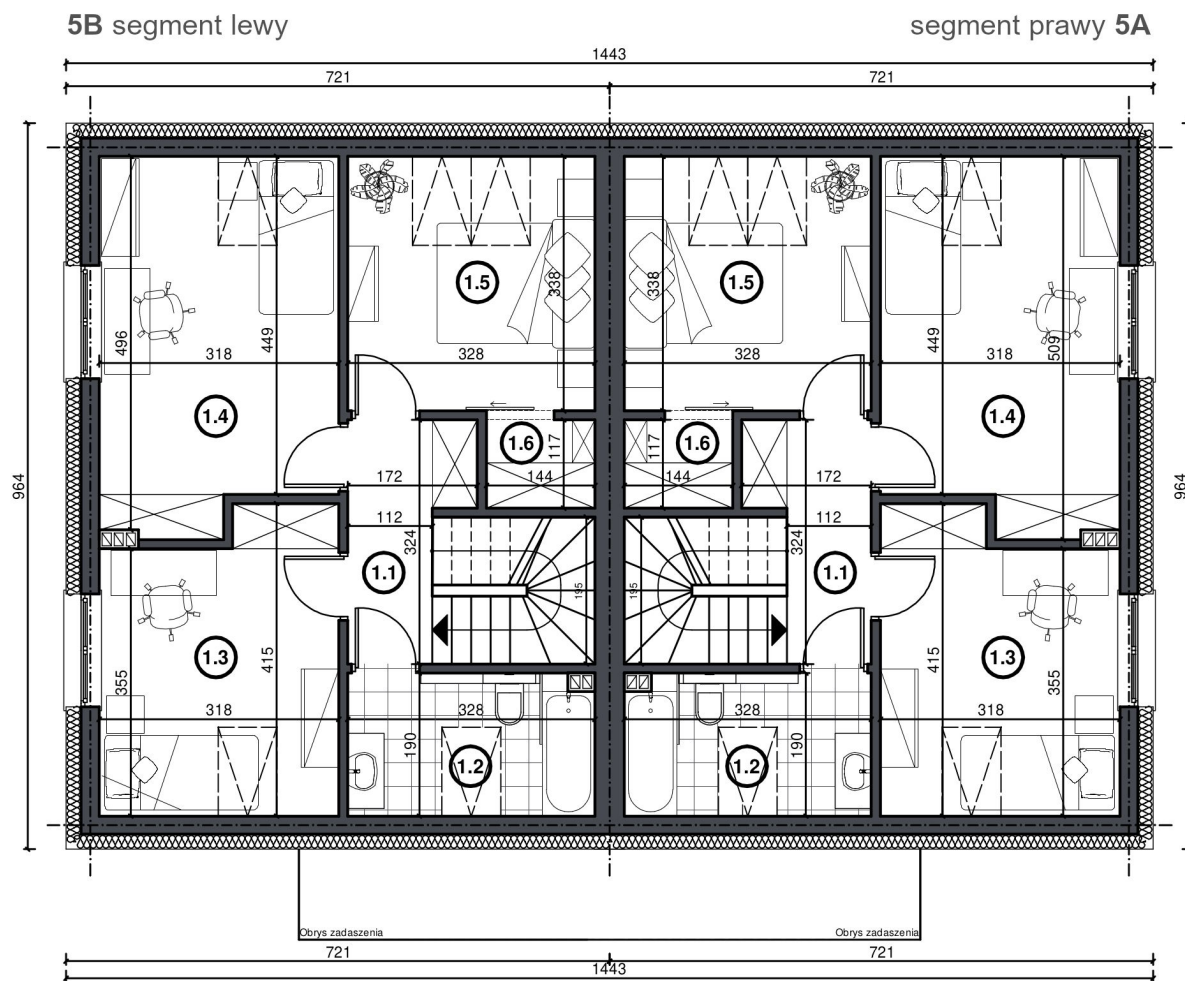 5B segment lewy
segment prawy 5A
1443
721 721
338 338
1.5 1.5
496 449 449 509
318 328 328 318
1.4 1.4
1.6 1.6
117 117
964 964
172 144 144 172
112 112
324 324
1.1 1.1
195 195
1.3 1.3
355 415 415 355
318 328 328 318
190 190
1.2 1.2
Obrys zadaszenia Obrys zadaszenia
721 721
1443